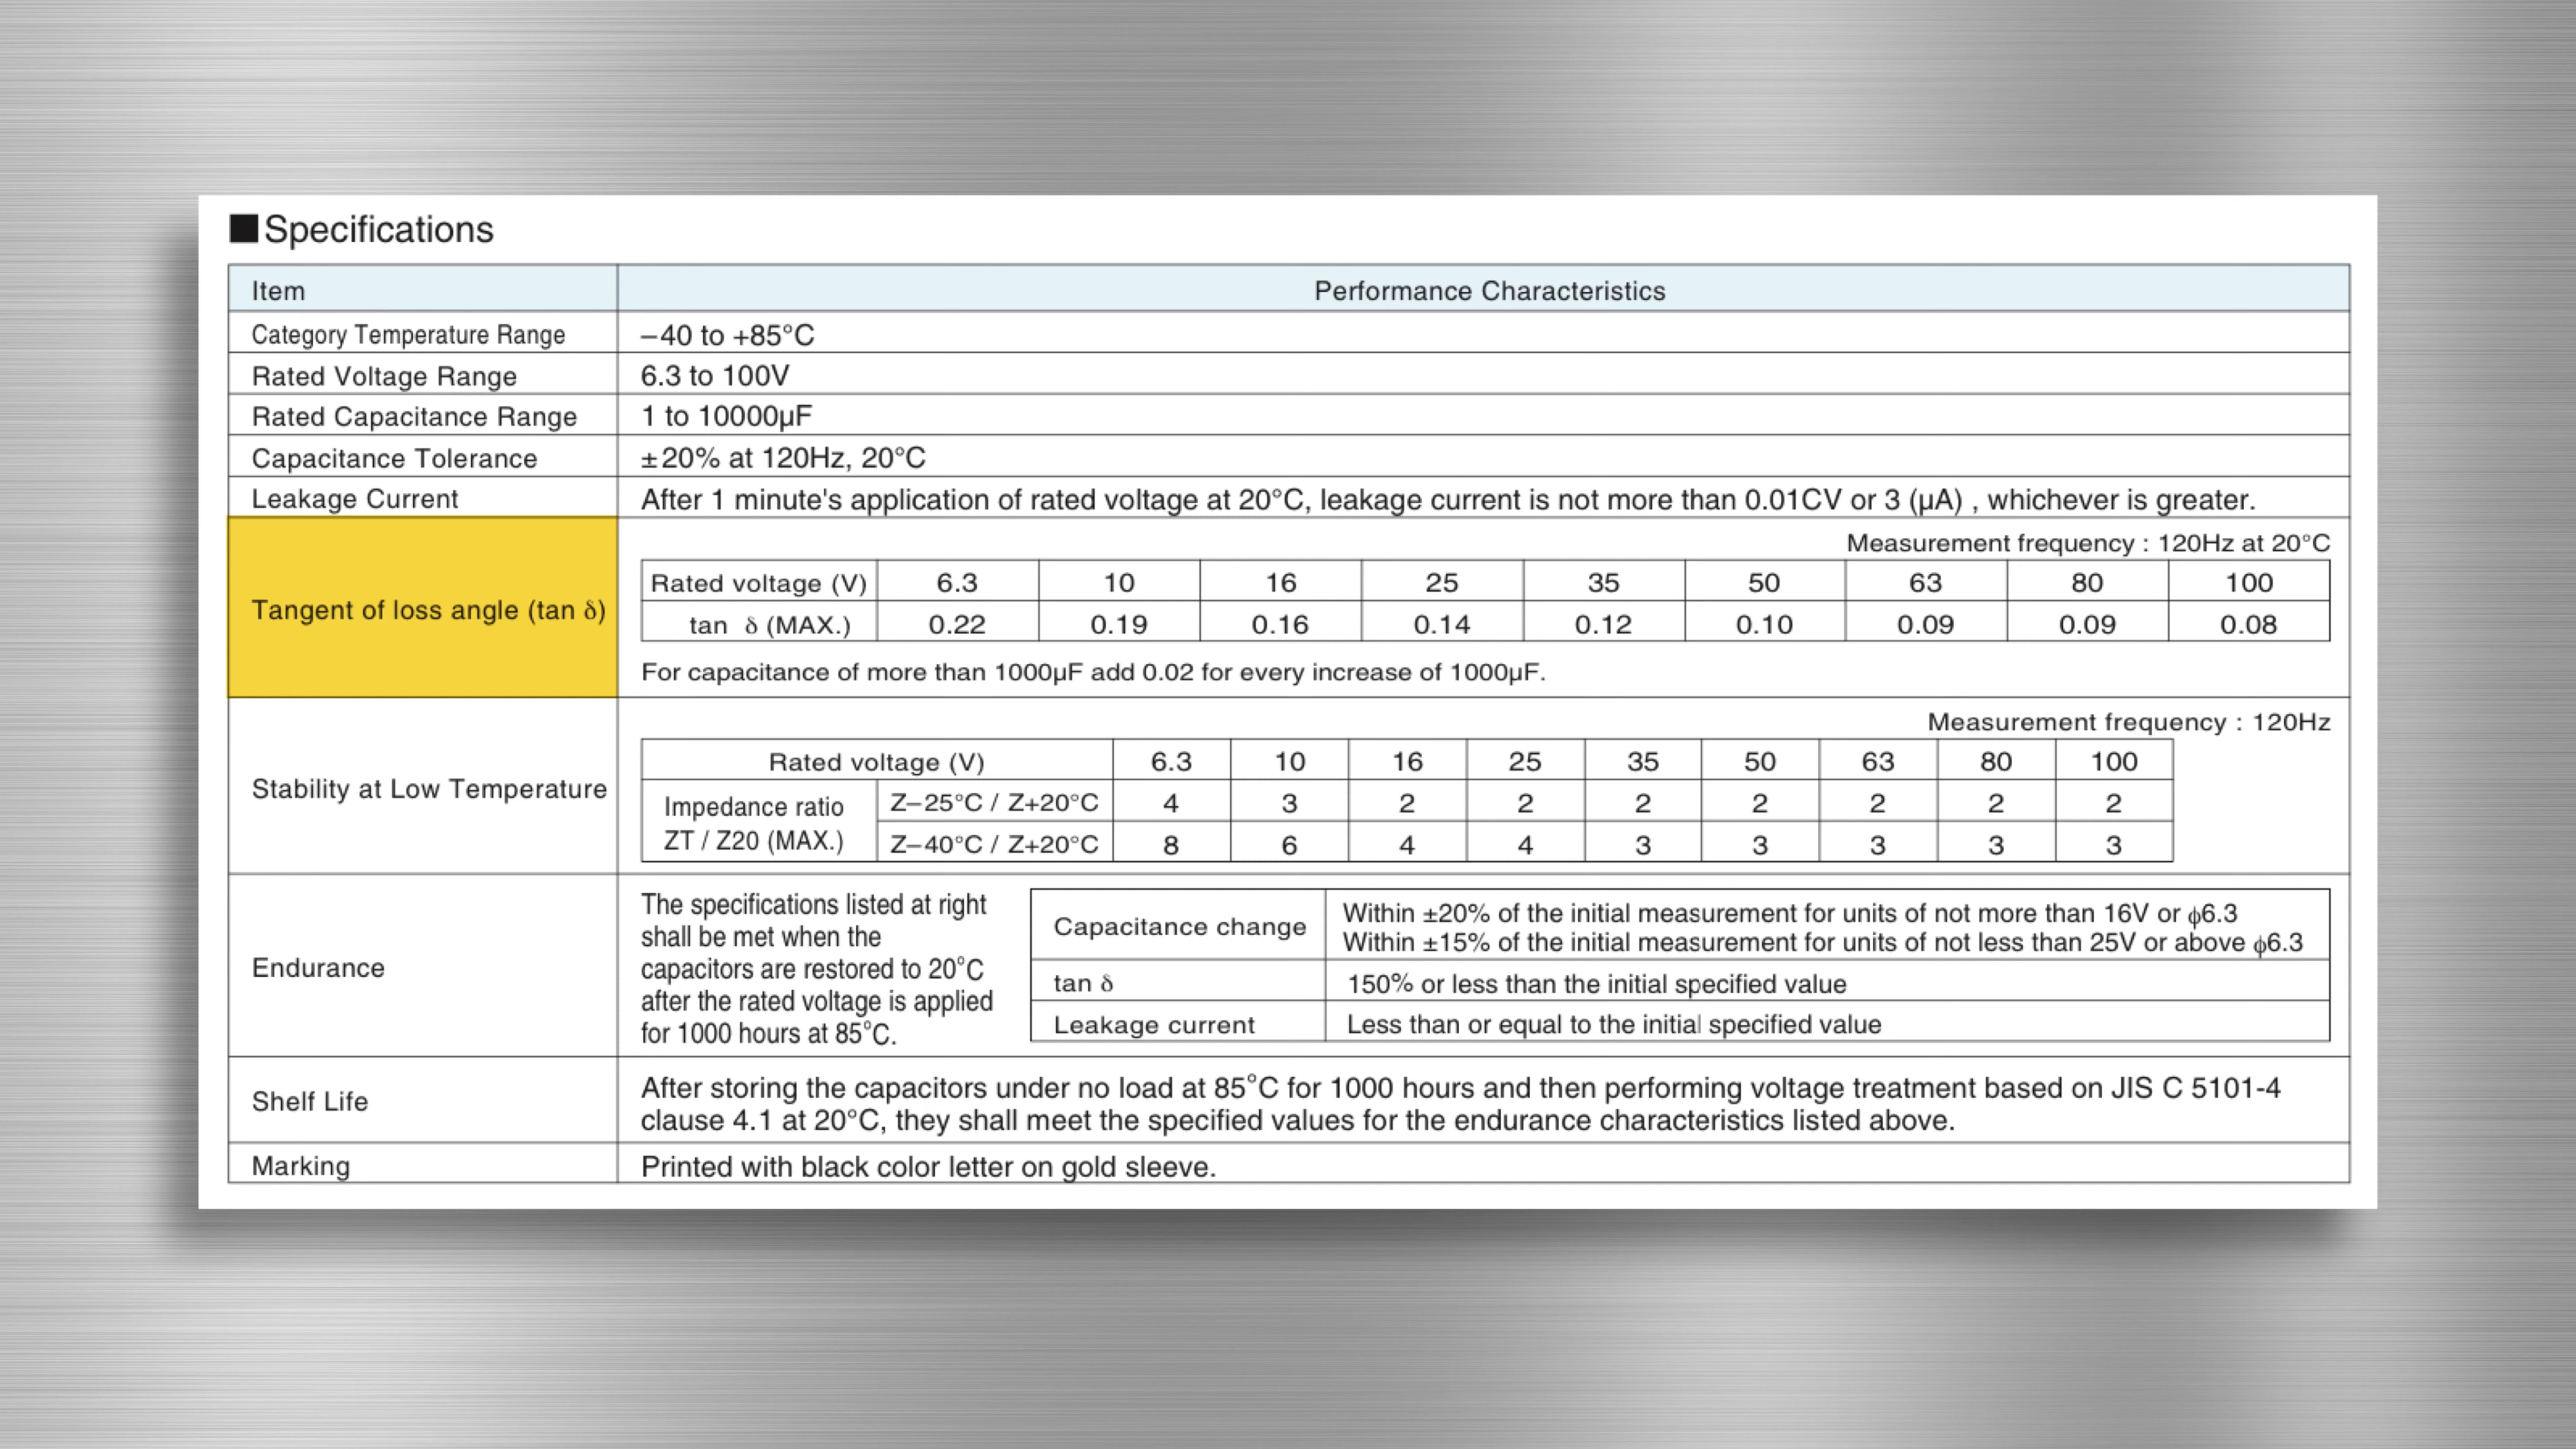 ■Specifications
Item Performance Characteristics
Category Temperature Range −40 to +85°C
Rated Voltage Range 6.3 to 100V
Rated Capacitance Range 1 to 10000µF
Capacitance Tolerance ±20% at 120Hz, 20°C
Leakage Current After 1 minute's application of rated voltage at 20°C, leakage current is not more than 0.01CV or 3 (µA) , whichever is greater.
Tangent of loss angle (tan δ)
Measurement frequency : 120Hz at 20°C
Rated voltage (V) 6.3 10 16 25 35 50 63 80 100
tan δ (MAX.) 0.22 0.19 0.16 0.14 0.12 0.10 0.09 0.09 0.08
For capacitance of more than 1000µF add 0.02 for every increase of 1000µF.
Stability at Low Temperature
Measurement frequency : 120Hz
Rated voltage (V) 6.3 10 16 25 35 50 63 80 100
Impedance ratio
ZT / Z20 (MAX.)
Z−25°C / Z+20°C 4 3 2 2 2 2 2 2 2
Z−40°C / Z+20°C 8 6 4 4 3 3 3 3 3
Endurance
The specifications listed at right
shall be met when the
capacitors are restored to 20°C
after the rated voltage is applied
for 1000 hours at 85°C.
Capacitance change
Within ±20% of the initial measurement for units of not more than 16V or ϕ6.3
Within ±15% of the initial measurement for units of not less than 25V or above ϕ6.3
tan δ 150% or less than the initial specified value
Leakage current Less than or equal to the initial specified value
Shelf Life
After storing the capacitors under no load at 85°C for 1000 hours and then performing voltage treatment based on JIS C 5101-4
clause 4.1 at 20°C, they shall meet the specified values for the endurance characteristics listed above.
Marking Printed with black color letter on gold sleeve.